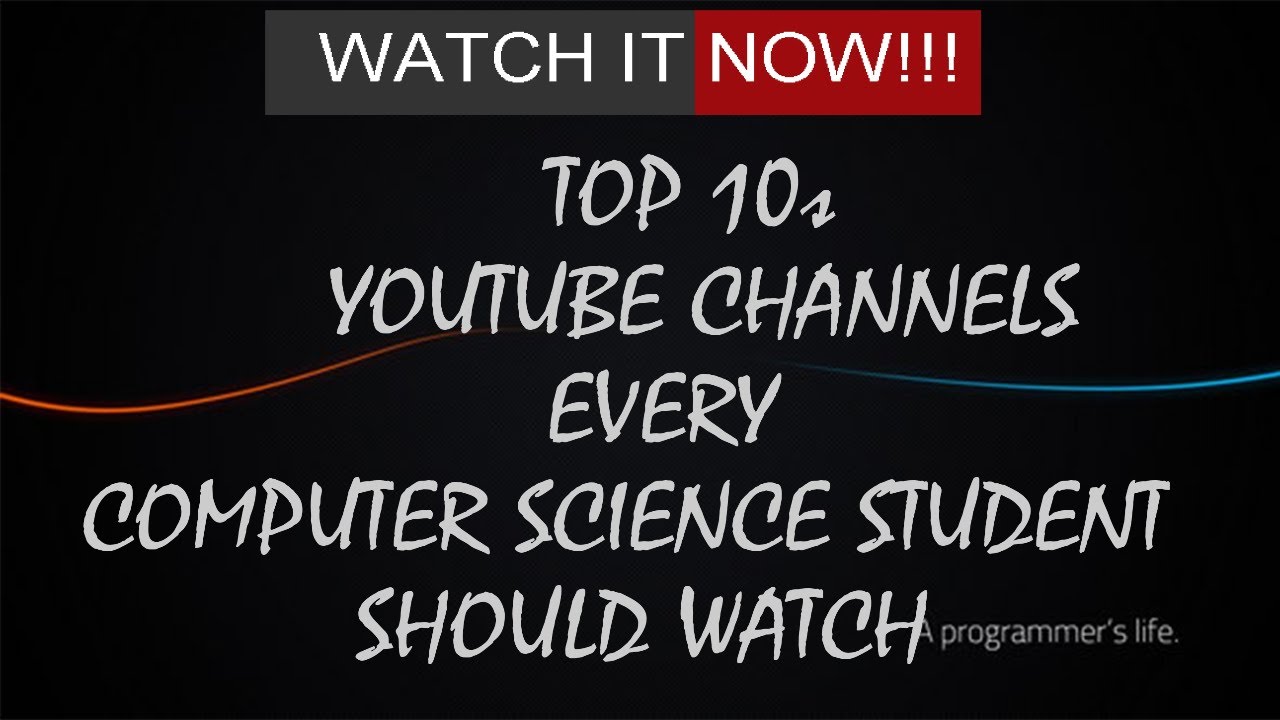 WATCH IT NOW!!!
TOP 10s
YOUTUBE CHANNELS
EVERY
COMPUTER SCIENCE STUDENT
SHOULD WATCH
A programmer's life.